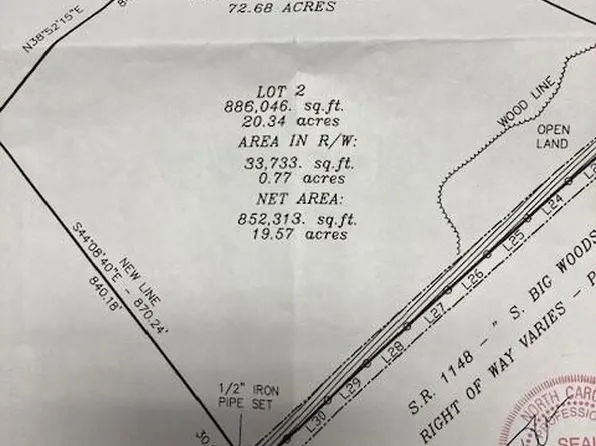 72.68 ACRES
N38°52'15"E
LOT 2
886,046. sq.ft.
20.34 acres
AREA IN R/W:
33,733. sq.ft.
0.77 acres
NET AREA:
852,313. sq.ft.
19.57 acres
WOOD LINE
OPEN
LAND
NEW LINE
S44°08'40"E - 870.24'
840.18'
L24
L25
L26
L27
L28
L29
L30
1/2" IRON
PIPE SET
30
S.R. 1148 - " S. BIG WOODS
RIGHT OF WAY VARIES - P
NORTH CARO
OFESSION
SEAL